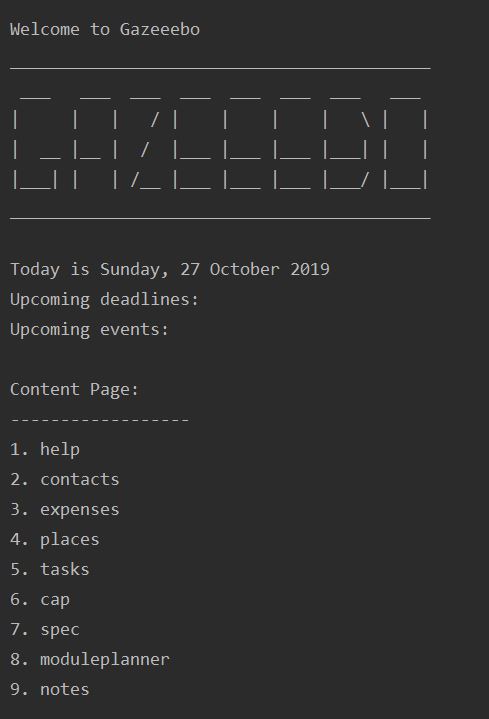 Welcome to Gazeeebo
__________________________________________
 ___   ___  ___  ___  ___  ___  ___   ___
|     |   |   / |    |    |    |   \ |   |
|  __ |__ |  /  |___ |___ |___ |___| |   |
|___| |   | /__ |___ |___ |___ |___/ |___|
__________________________________________
Today is Sunday, 27 October 2019
Upcoming deadlines:
Upcoming events:
Content Page:
------------------
1. help
2. contacts
3. expenses
4. places
5. tasks
6. cap
7. spec
8. moduleplanner
9. notes